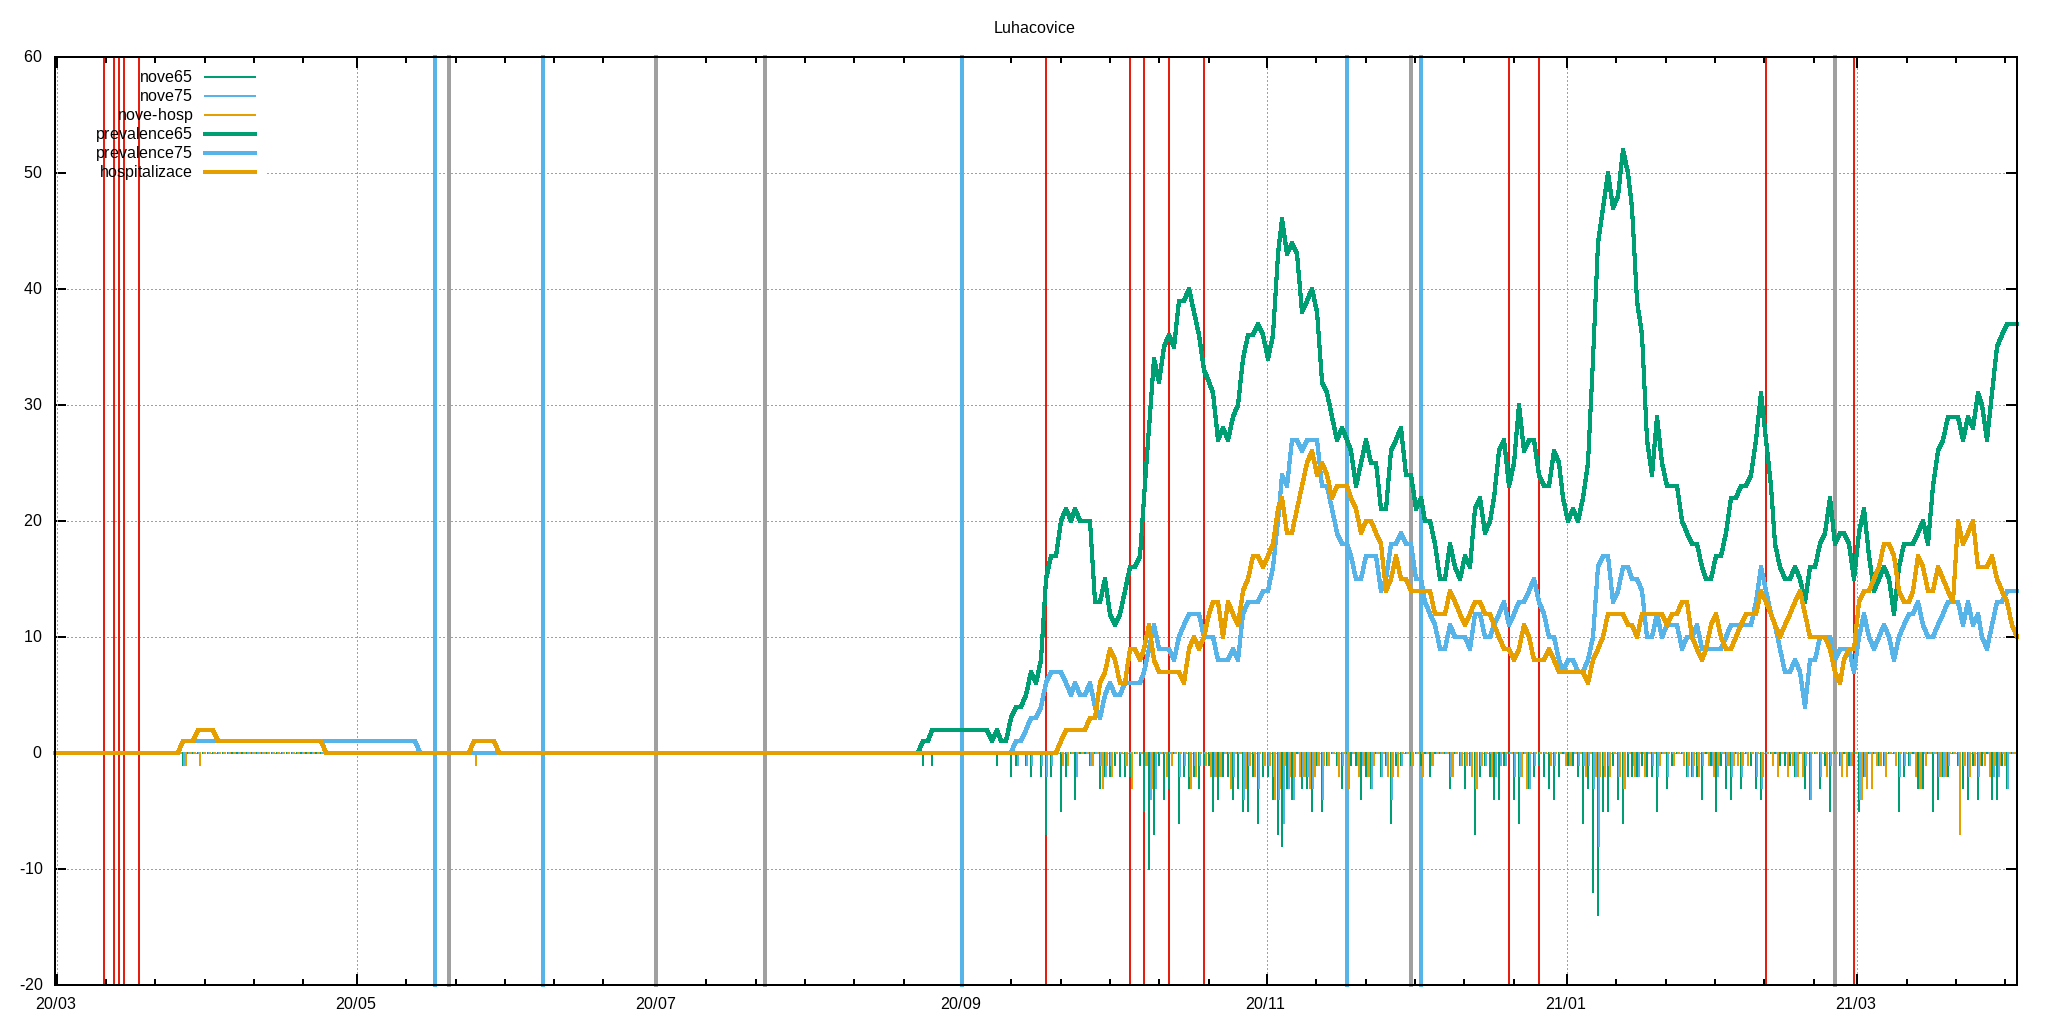 Luhacovice
60
50
40
30
20
10
0
-10
-20
nove65
nove75
nove-hosp
prevalence65
prevalence75
hospitalizace
20/03 20/05 20/07 20/09 20/11 21/01 21/03